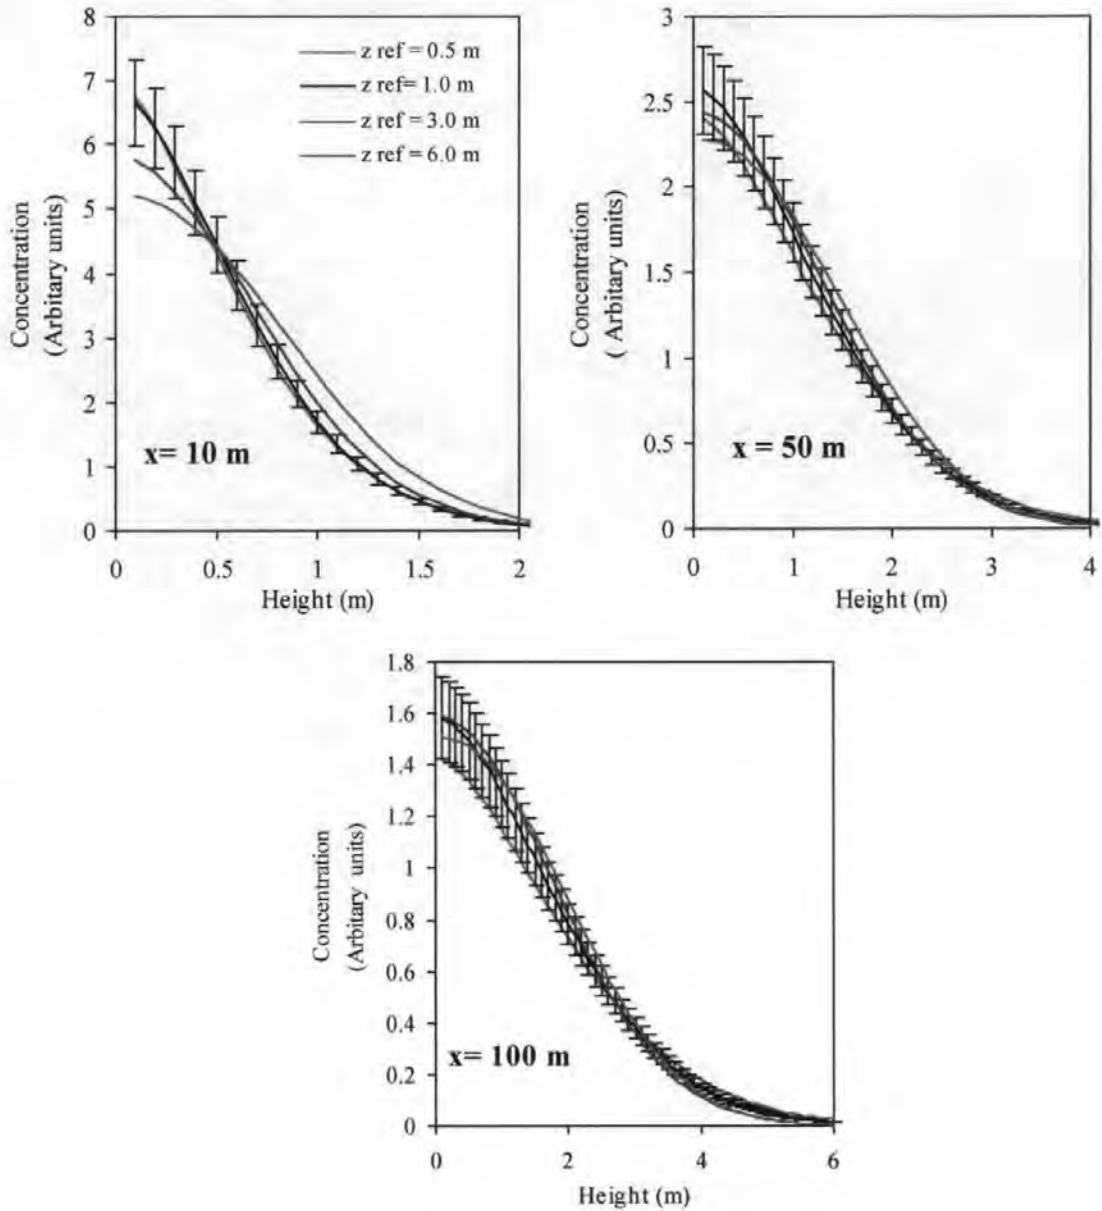 8
7
6
5
4
3
2
1
0
Concentration
(Arbitary units)
z ref = 0.5 m
z ref= 1.0 m
z ref = 3.0 m
z ref = 6.0 m
x= 10 m
0 0.5 1 1.5 2
Height (m)
3
2.5
2
1.5
1
0.5
0
Concentration
( Arbitary units)
x = 50 m
0 1 2 3 4
Height (m)
1.8
1.6
1.4
1.2
1
0.8
0.6
0.4
0.2
0
Concentration
(Arbitary units)
x= 100 m
0 2 4 6
Height (m)